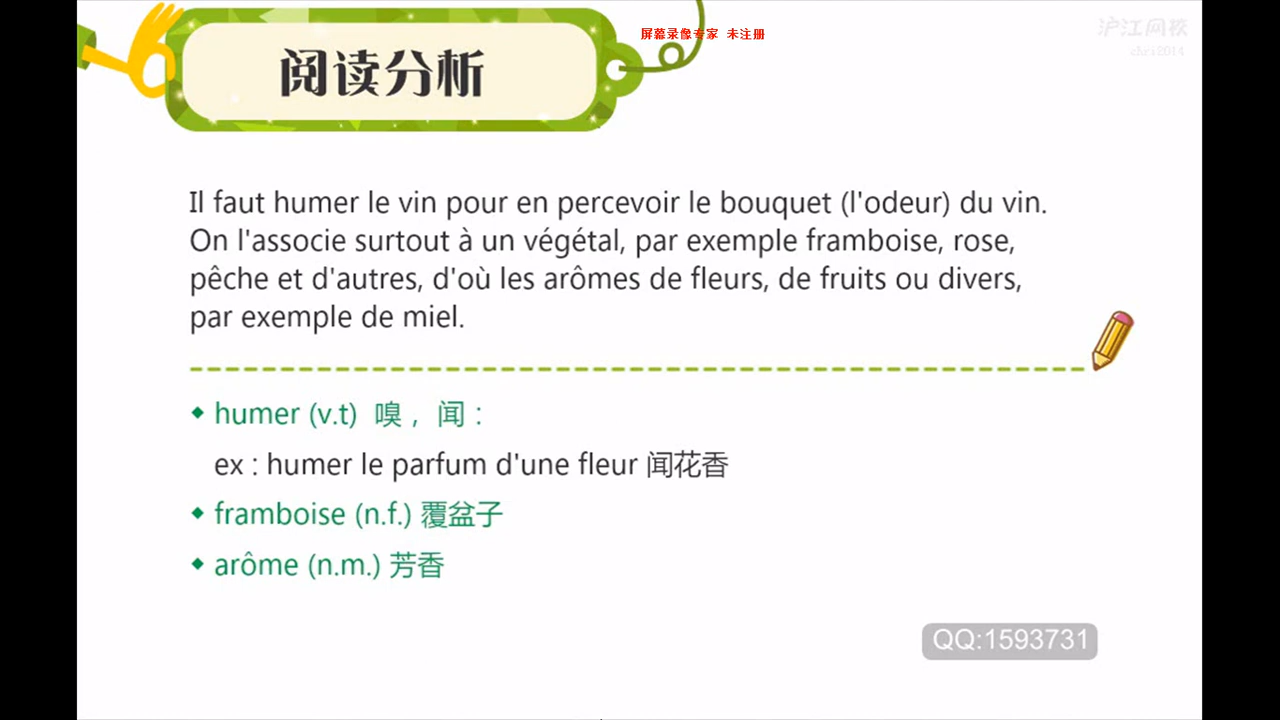 屏幕录像专家 未注册
沪江网校
chri2014
阅读分析
Il faut humer le vin pour en percevoir le bouquet (l'odeur) du vin.
On l'associe surtout à un végétal, par exemple framboise, rose,
pêche et d'autres, d'où les arômes de fleurs, de fruits ou divers,
par exemple de miel.
humer (v.t) 嗅，闻：
ex : humer le parfum d'une fleur 闻花香
framboise (n.f.) 覆盆子
arôme (n.m.) 芳香
QQ:1593731